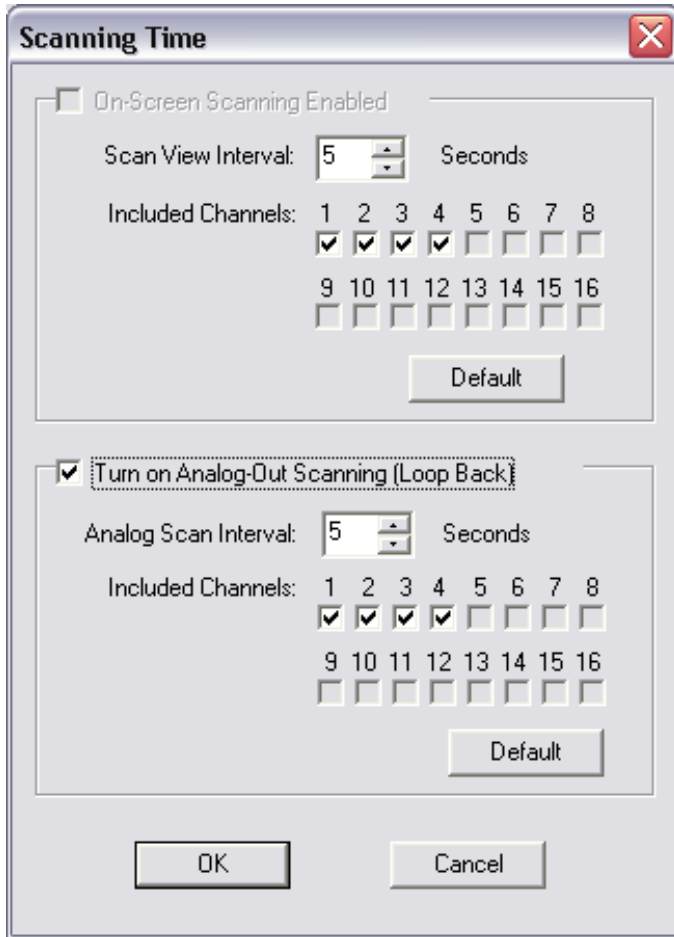 Scanning Time
On-Screen Scanning Enabled
Scan View Interval: 5 Seconds
Included Channels: 1 2 3 4 5 6 7 8
9 10 11 12 13 14 15 16
Default
Turn on Analog-Out Scanning (Loop Back)
Analog Scan Interval: 5 Seconds
Included Channels: 1 2 3 4 5 6 7 8
9 10 11 12 13 14 15 16
Default
OK Cancel